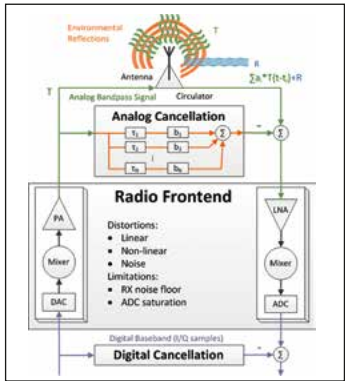 Environmental
Reflections
T
R
Antenna
Circulator
∑aᵢ*T(t-tᵢ)+R
T
Analog Bandpass Signal
Analog Cancellation
τ₁ b₁
τ₂ b₂
∑
-
∑
τₙ bₙ
Radio Frontend
PA
Mixer
DAC
Distortions:
• Linear
• Non-linear
• Noise
Limitations:
• RX noise floor
• ADC saturation
LNA
Mixer
ADC
Digital Baseband (I/Q samples)
Digital Cancellation
-
∑